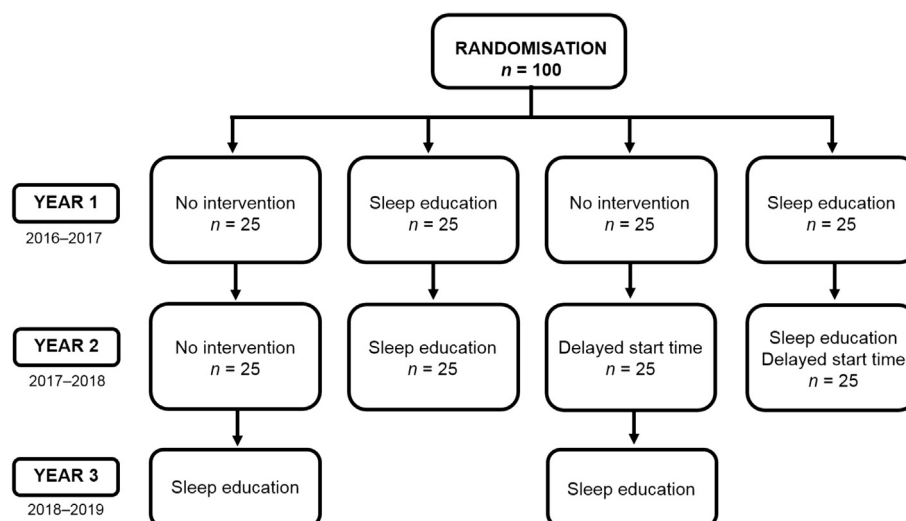 RANDOMISATION
n = 100
YEAR 1
2016–2017
No intervention
n = 25
Sleep education
n = 25
No intervention
n = 25
Sleep education
n = 25
YEAR 2
2017–2018
No intervention
n = 25
Sleep education
n = 25
Delayed start time
n = 25
Sleep education
Delayed start time
n = 25
YEAR 3
2018–2019
Sleep education
Sleep education